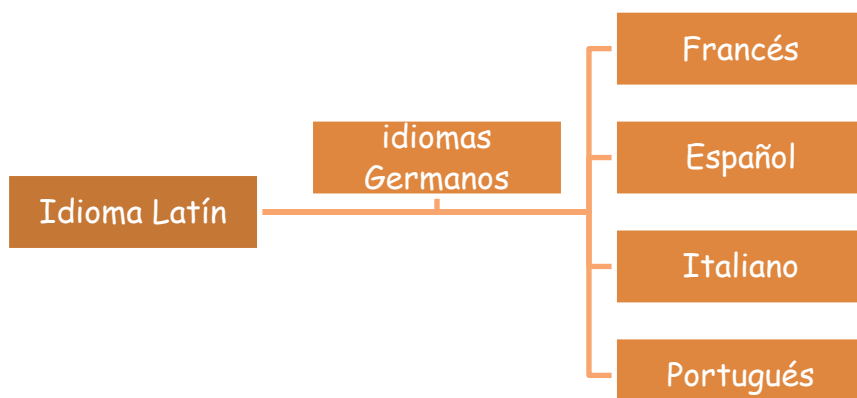 Idioma Latín
idiomas
Germanos
Francés
Español
Italiano
Portugués